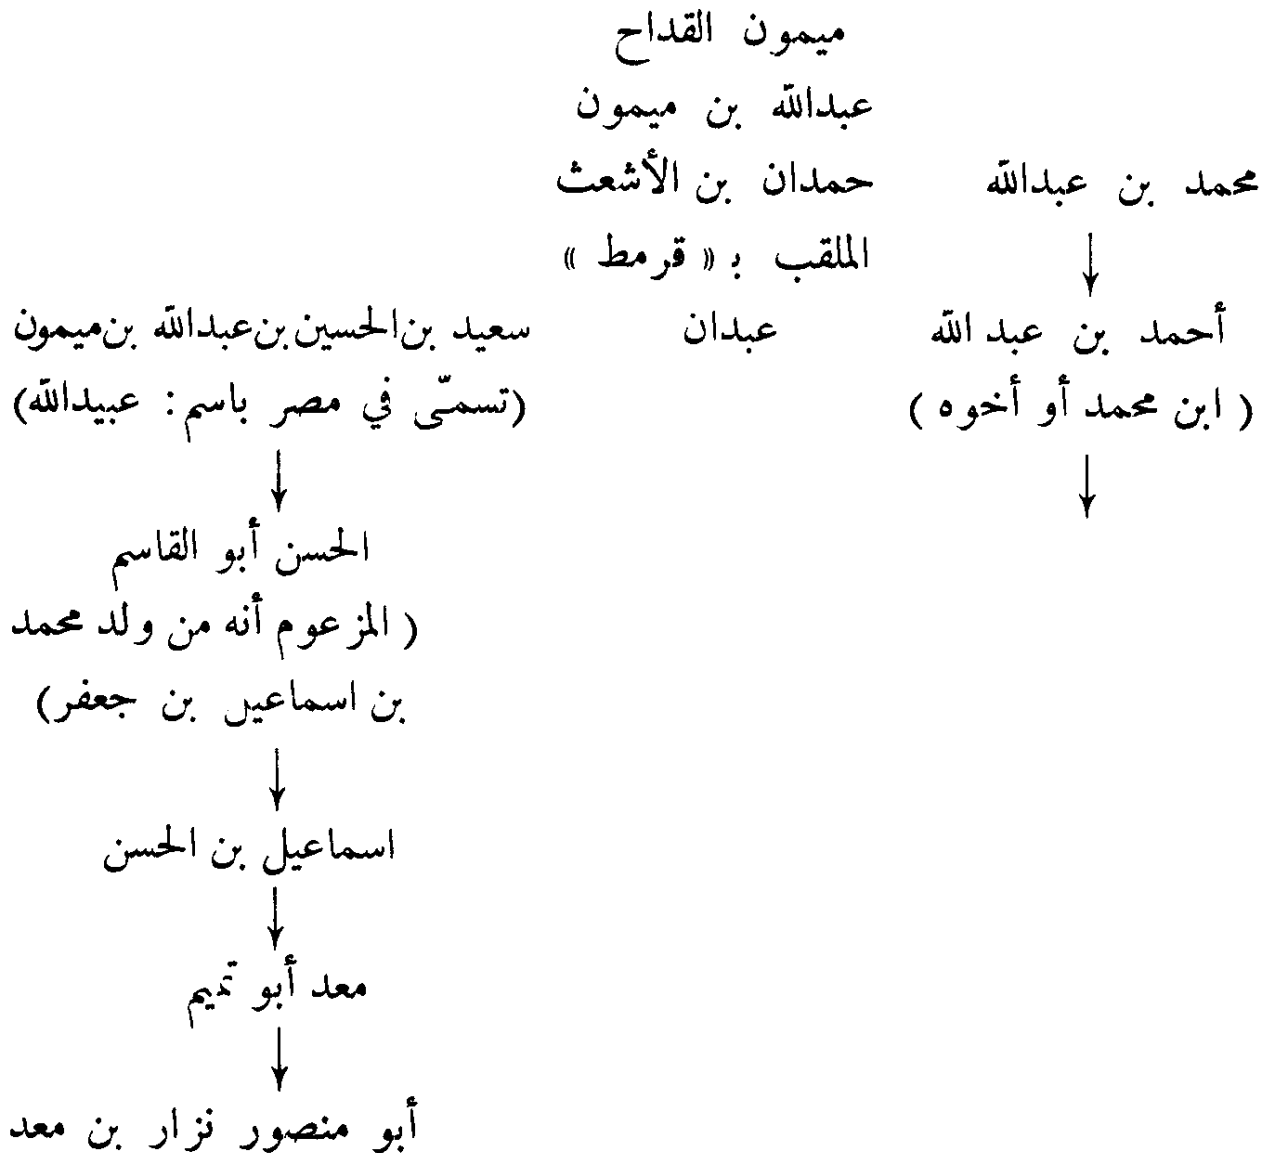 ميمون القداح
عبدالله بن ميمون
محمد بن عبدالله
حمدان بن الأشعث
الملقب بـ «قرمط»
أحمد بن عبد الله
عبدان
سعيد بن الحسين بن عبدالله بن ميمون
(ابن محمد أو أخوه)
(تسمّى في مصر باسم: عبيدالله)
الحسن أبو القاسم
(المزعوم أنه من ولد محمد
بن اسماعيل بن جعفر)
اسماعيل بن الحسن
معد أبو تميم
أبو منصور نزار بن معد